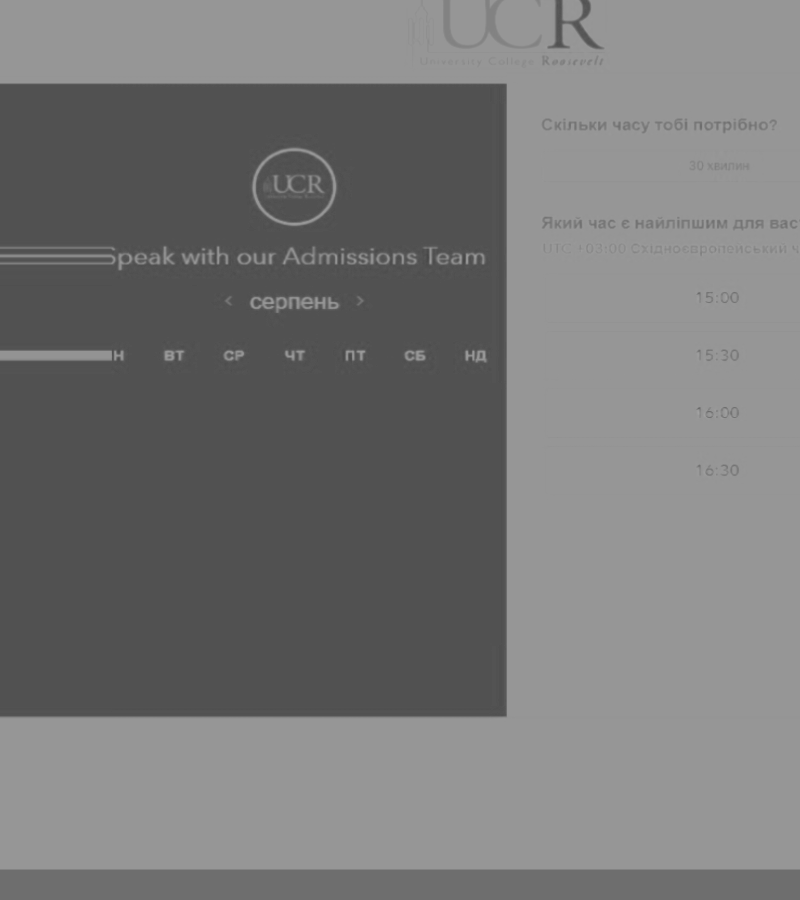 UCR
University College Roosevelt
UCR
Speak with our Admissions Team
< серпень >
Н ВТ СР ЧТ ПТ СБ НД
Скільки часу тобі потрібно?
30 хвилин
Який час є найліпшим для вас
UTC +03:00 Східноєвропейський ч
15:00
15:30
16:00
16:30